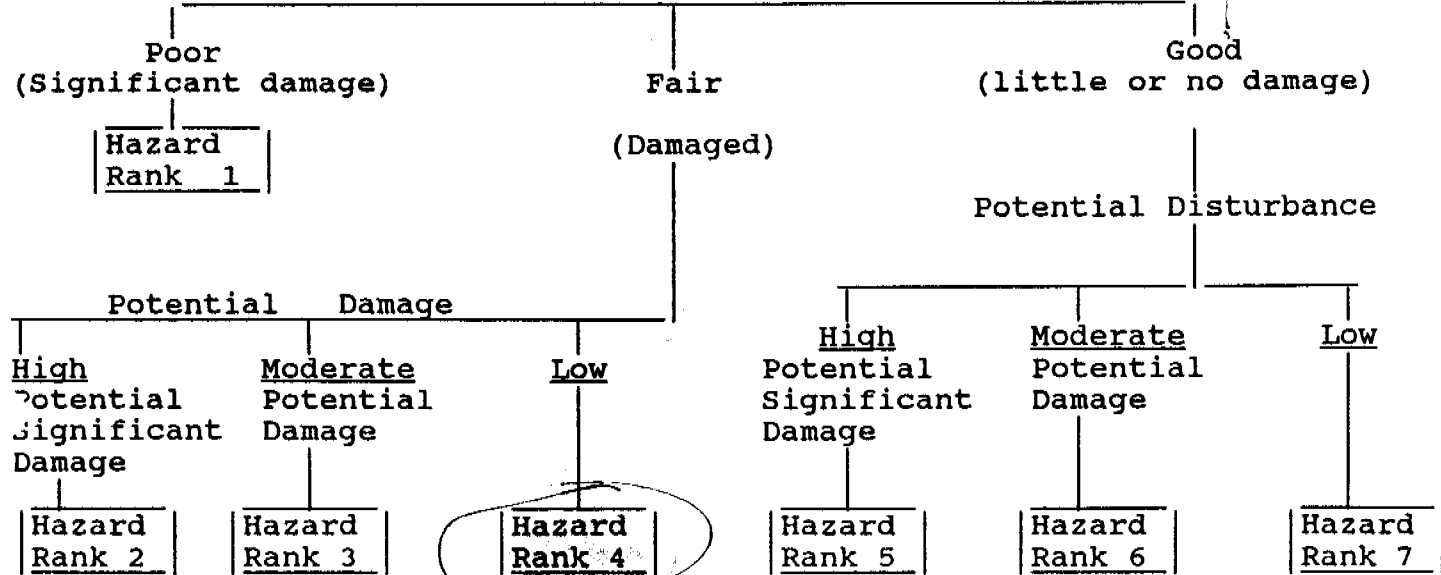 Poor
(Significant damage)
Hazard
Rank 1
Fair
(Damaged)
Good
(little or no damage)
Potential Disturbance
Potential Damage
High
Potential
Significant
Damage
Hazard
Rank 2
Moderate
Potential
Damage
Hazard
Rank 3
Low
Hazard
Rank 4
High
Potential
Significant
Damage
Hazard
Rank 5
Moderate
Potential
Damage
Hazard
Rank 6
Low
Hazard
Rank 7